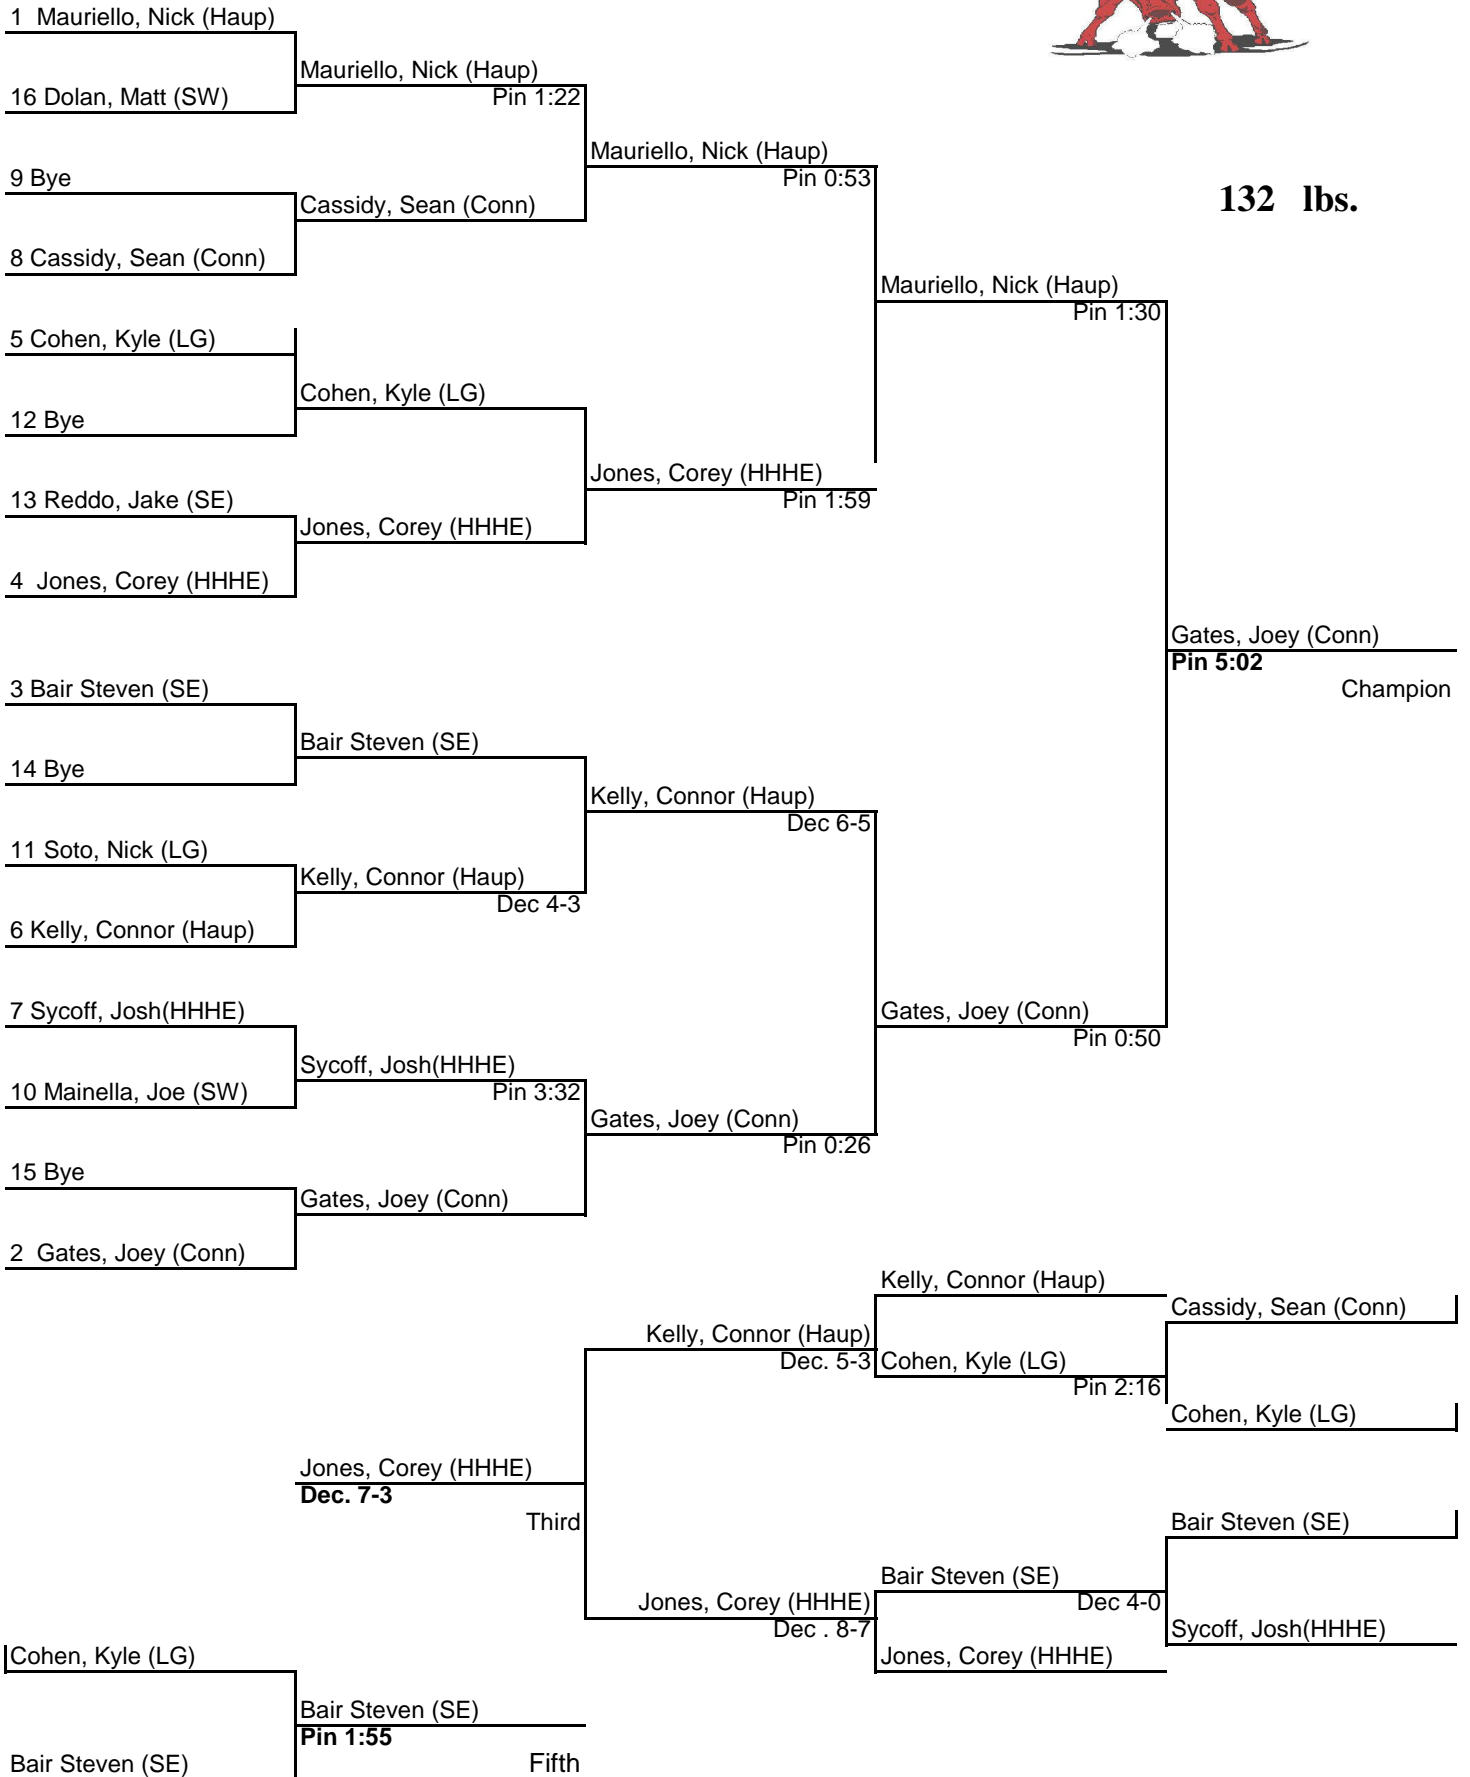 1 Mauriello, Nick (Haup)
Mauriello, Nick (Haup)
16 Dolan, Matt (SW)
Pin 1:22
Mauriello, Nick (Haup)
9 Bye
Pin 0:53
132 lbs.
Cassidy, Sean (Conn)
8 Cassidy, Sean (Conn)
Mauriello, Nick (Haup)
Pin 1:30
5 Cohen, Kyle (LG)
Cohen, Kyle (LG)
12 Bye
Jones, Corey (HHHE)
13 Reddo, Jake (SE)
Pin 1:59
Jones, Corey (HHHE)
4 Jones, Corey (HHHE)
Gates, Joey (Conn)
Pin 5:02
3 Bair Steven (SE)
Champion
Bair Steven (SE)
14 Bye
Kelly, Connor (Haup)
Dec 6-5
11 Soto, Nick (LG)
Kelly, Connor (Haup)
Dec 4-3
6 Kelly, Connor (Haup)
7 Sycoff, Josh(HHHE)
Gates, Joey (Conn)
Pin 0:50
Sycoff, Josh(HHHE)
10 Mainella, Joe (SW)
Pin 3:32
Gates, Joey (Conn)
Pin 0:26
15 Bye
Gates, Joey (Conn)
2 Gates, Joey (Conn)
Kelly, Connor (Haup)
Cassidy, Sean (Conn)
Kelly, Connor (Haup)
Dec. 5-3
Cohen, Kyle (LG)
Pin 2:16
Cohen, Kyle (LG)
Jones, Corey (HHHE)
Dec. 7-3
Third
Bair Steven (SE)
Bair Steven (SE)
Jones, Corey (HHHE)
Dec 4-0
Dec . 8-7
Sycoff, Josh(HHHE)
Cohen, Kyle (LG)
Jones, Corey (HHHE)
Bair Steven (SE)
Pin 1:55
Bair Steven (SE)
Fifth